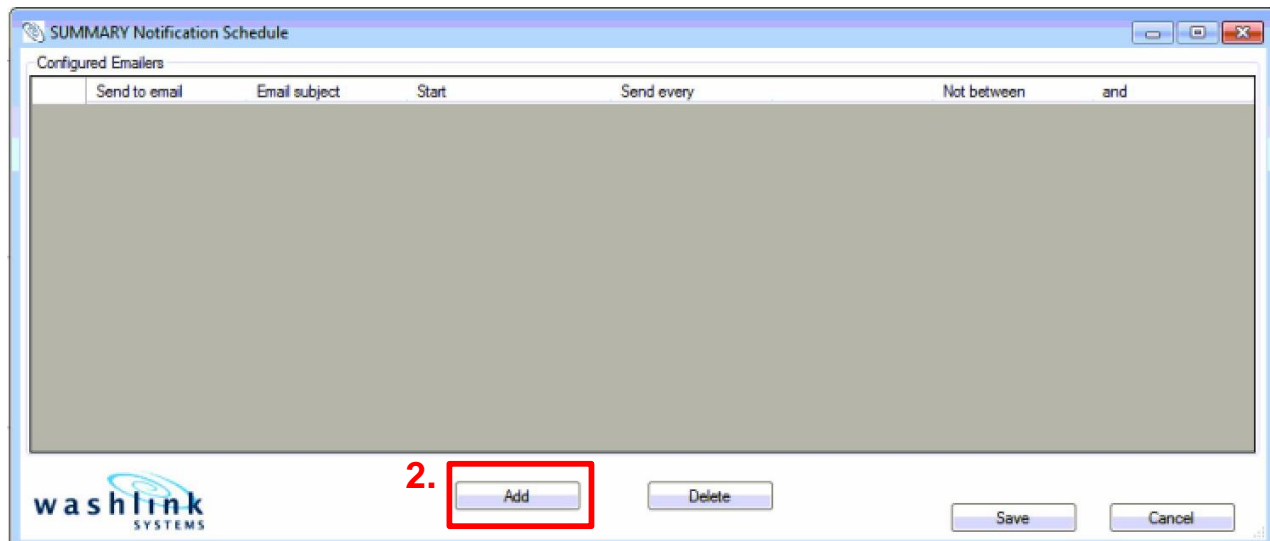 SUMMARY Notification Schedule
Configured Emailers
Send to email Email subject Start Send every Not between and
2.
Add Delete
Save Cancel
washlink
SYSTEMS